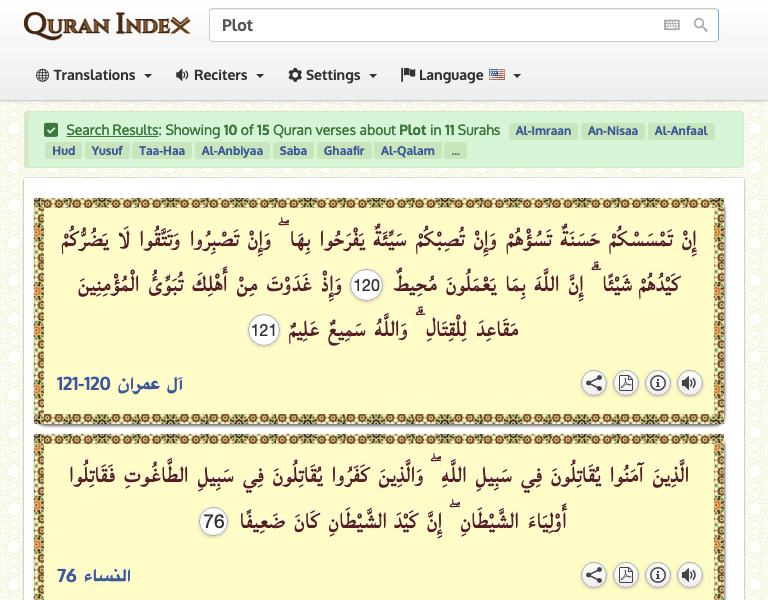 QURAN INDEX
Plot
Translations Reciters Settings Language
Search Results: Showing 10 of 15 Quran verses about Plot in 11 Surahs Al-Imraan An-Nisaa Al-Anfaal
Hud Yusuf Taa-Haa Al-Anbiyaa Saba Ghaafir Al-Qalam ...
إِنْ تَمْسَسْكُمْ حَسَنَةٌ تَسُؤْهُمْ وَإِنْ تُصِبْكُمْ سَيِّئَةٌ يَفْرَحُوا بِهَا ۖ وَإِنْ تَصْبِرُوا وَتَتَّقُوا لَا يَضُرُّكُمْ
كَيْدُهُمْ شَيْئًا ۗ إِنَّ اللَّهَ بِمَا يَعْمَلُونَ مُحِيطٌ 120 وَإِذْ غَدَوْتَ مِنْ أَهْلِكَ تُبَوِّئُ الْمُؤْمِنِينَ
مَقَاعِدَ لِلْقِتَالِ ۗ وَاللَّهُ سَمِيعٌ عَلِيمٌ 121
آل عمران 120-121
الَّذِينَ آمَنُوا يُقَاتِلُونَ فِي سَبِيلِ اللَّهِ ۖ وَالَّذِينَ كَفَرُوا يُقَاتِلُونَ فِي سَبِيلِ الطَّاغُوتِ فَقَاتِلُوا
أَوْلِيَاءَ الشَّيْطَانِ ۖ إِنَّ كَيْدَ الشَّيْطَانِ كَانَ ضَعِيفًا 76
النساء 76